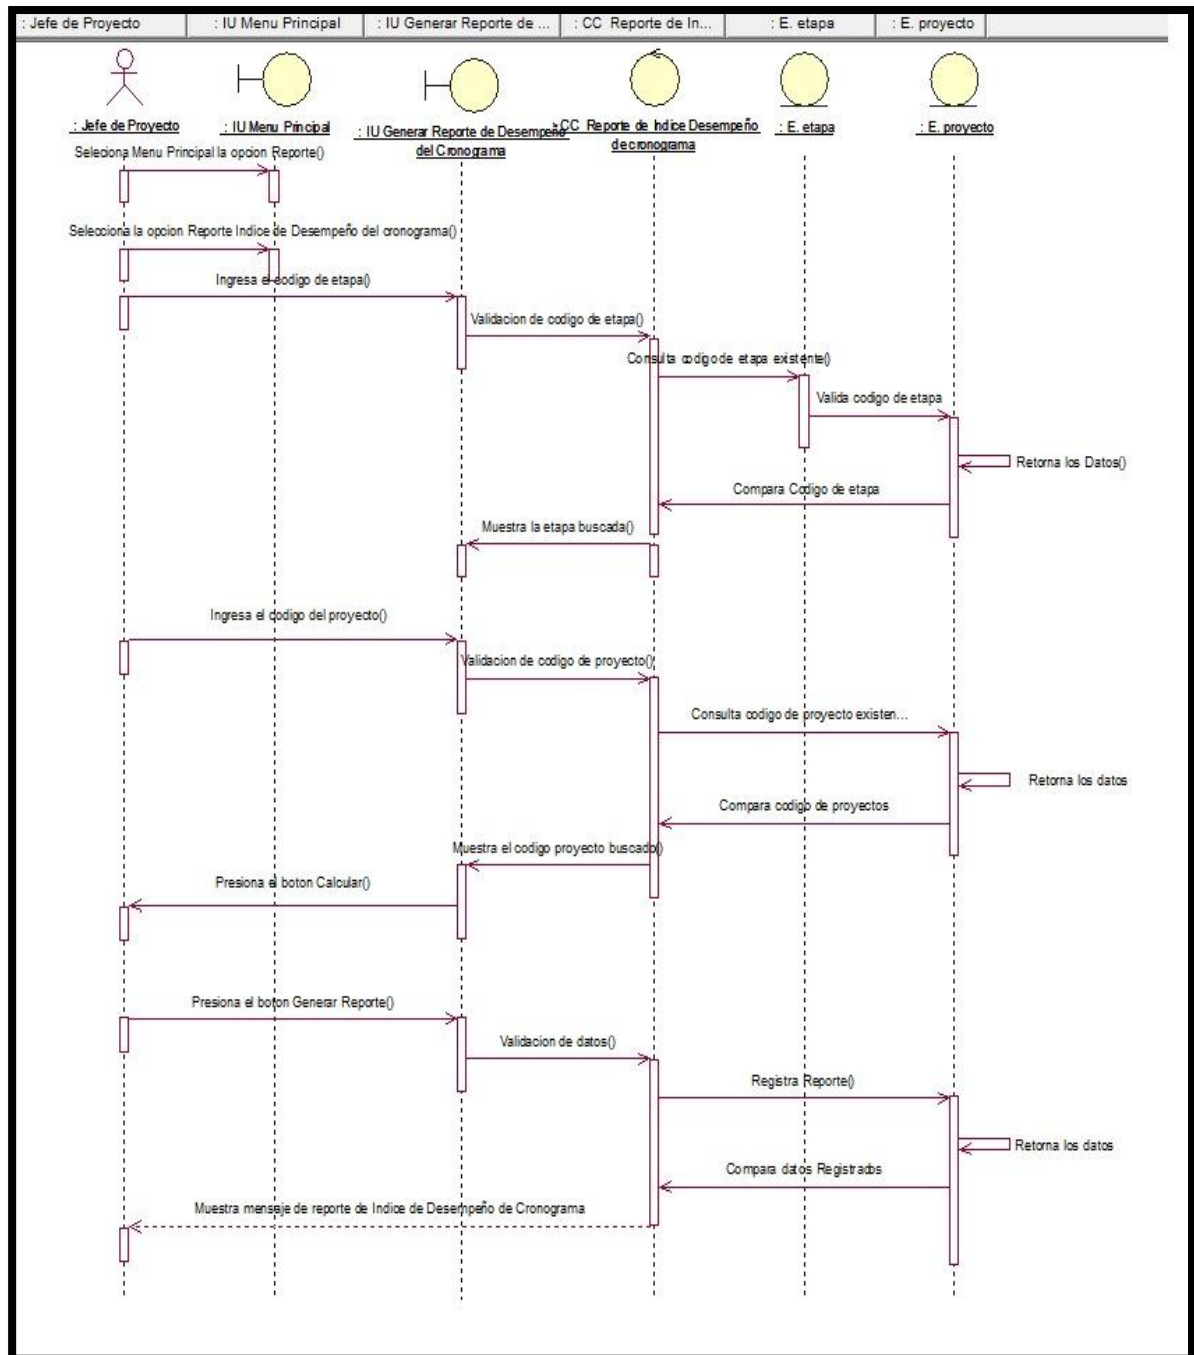 : Jefe de Proyecto
: IU Menu Principal
: IU Generar Reporte de ...
: CC Reporte de In...
: E. etapa
: E. proyecto
: Jefe de Proyecto
: IU Menu Principal
: IU Generar Reporte de Desempeño
del Cronograma
: CC Reporte de Indice Desempeño
de cronograma
: E. etapa
: E. proyecto
Seleciona Menu Principal la opcion Reporte()
Selecciona la opcion Reporte Indice de Desempeño del cronograma()
Ingresa el codigo de etapa()
Validacion de codigo de etapa()
Consulta codigo de etapa existente()
Valida codigo de etapa
Retorna los Datos()
Compara Codigo de etapa
Muestra la etapa buscada()
Ingresa el codigo del proyecto()
Validacion de codigo de proyecto()
Consulta codigo de proyecto existen...
Retorna los datos
Compara codigo de proyectos
Muestra el codigo proyecto buscado()
Presiona el boton Calcular()
Presiona el boton Generar Reporte()
Validacion de datos()
Registra Reporte()
Retorna los datos
Compara datos Registrados
Muestra mensaje de reporte de Indice de Desempeño de Cronograma